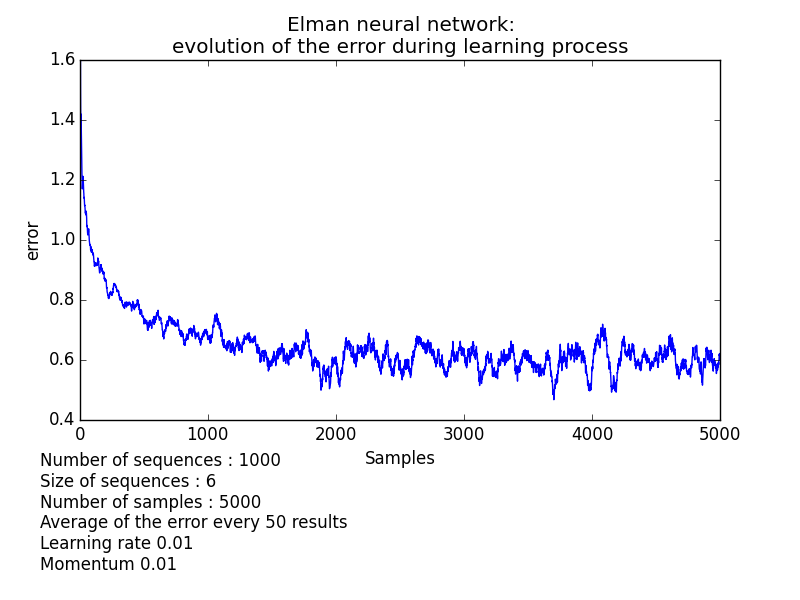 Elman neural network:
evolution of the error during learning process
1.6
1.4
1.2
1.0
0.8
0.6
0.4
error
0 1000 2000 3000 4000 5000
Samples
Number of sequences : 1000
Size of sequences : 6
Number of samples : 5000
Average of the error every 50 results
Learning rate 0.01
Momentum 0.01